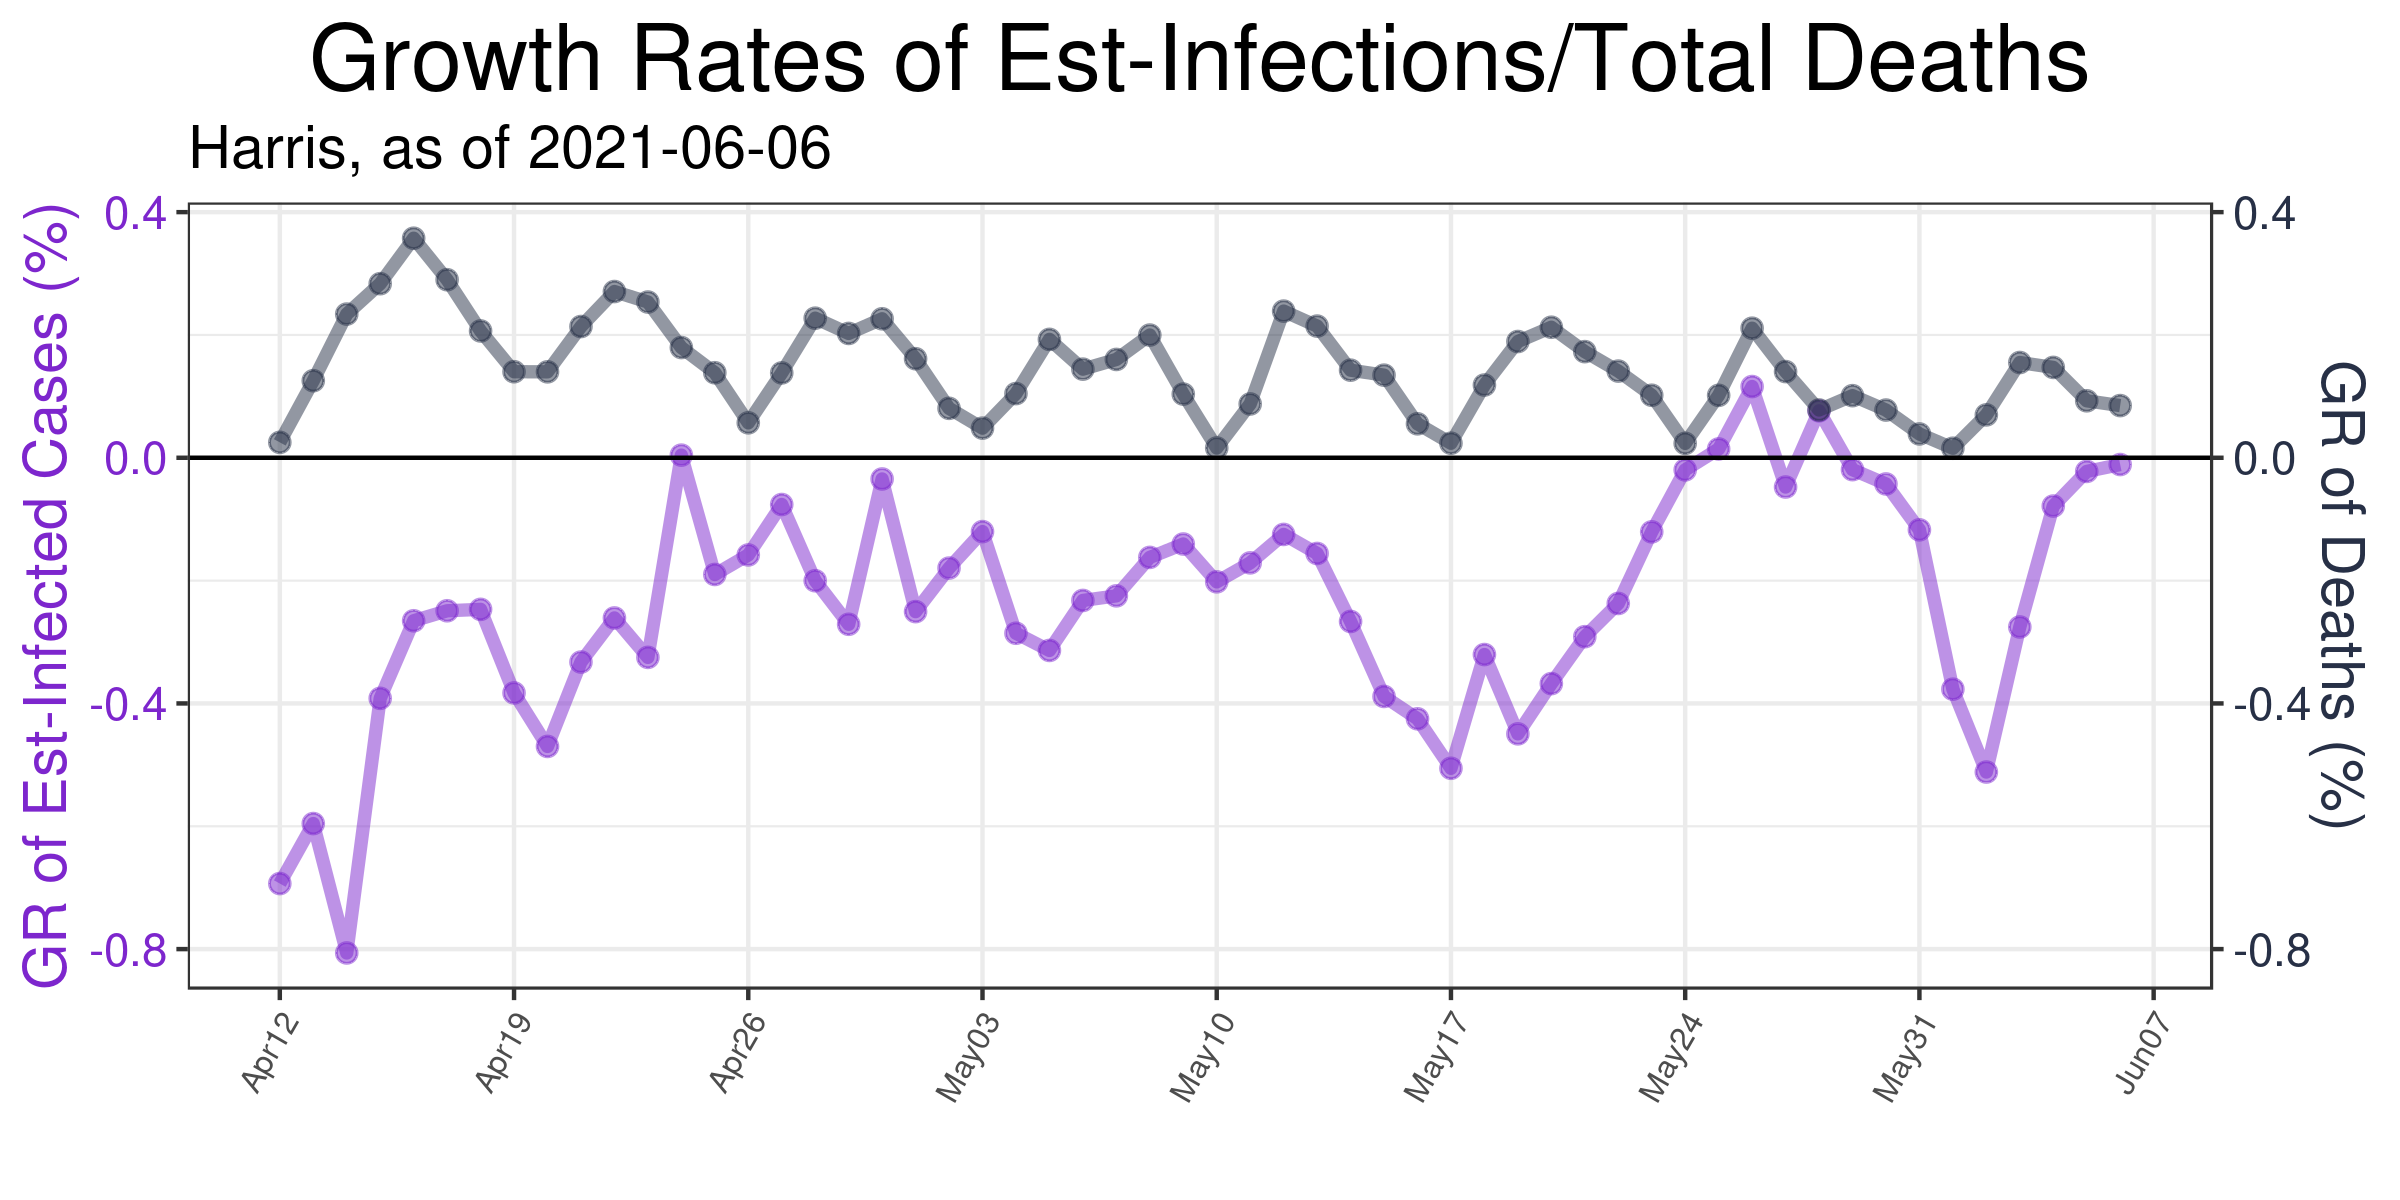 Growth Rates of Est-Infections/Total Deaths
Harris, as of 2021-06-06
GR of Est-Infected Cases (%)
0.4
0.0
-0.4
-0.8
0.4
0.0
-0.4
-0.8
GR of Deaths (%)
Apr12
Apr19
Apr26
May03
May10
May17
May24
May31
Jun07